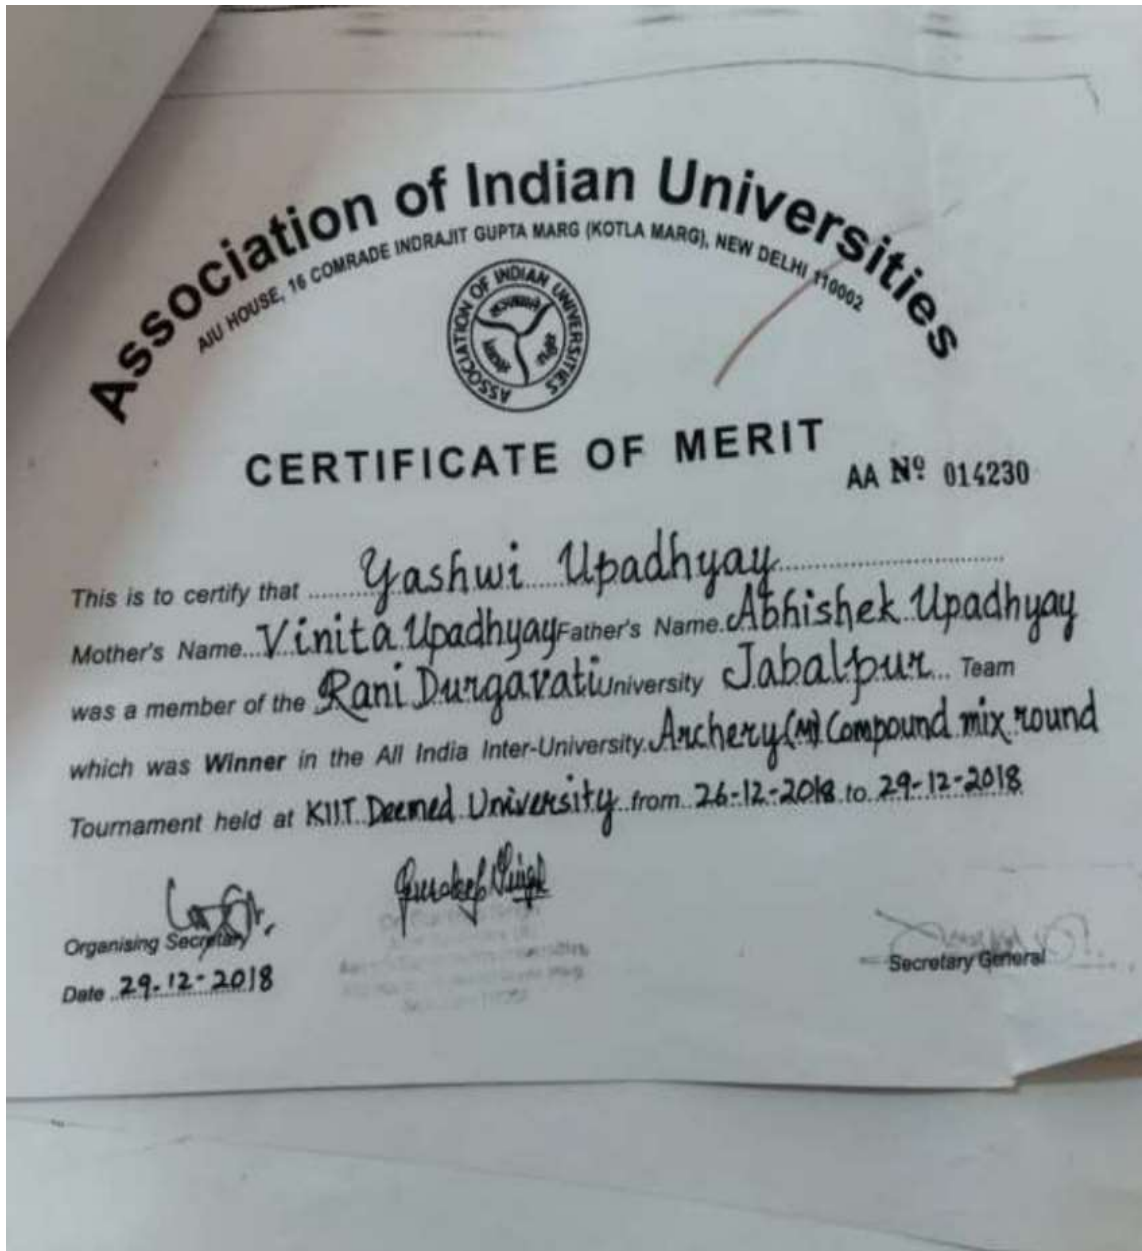 Association of Indian Universities
AIU HOUSE, 16 COMRADE INDRAJIT GUPTA MARG (KOTLA MARG), NEW DELHI 110002
ASSOCIATION OF INDIAN UNIVERSITIES
CERTIFICATE OF MERIT
AA Nº 014230
This is to certify that Yashwi Upadhyay
Mother's Name Vinita Upadhyay Father's Name Abhishek Upadhyay
was a member of the Rani Durgavati University Jabalpur Team
which was Winner in the All India Inter-University Archery (M) Compound mix round
Tournament held at KIIT Deemed University from 26-12-2018 to 29-12-2018
Gurdeep Singh
Organising Secretary
Secretary General
Date 29-12-2018